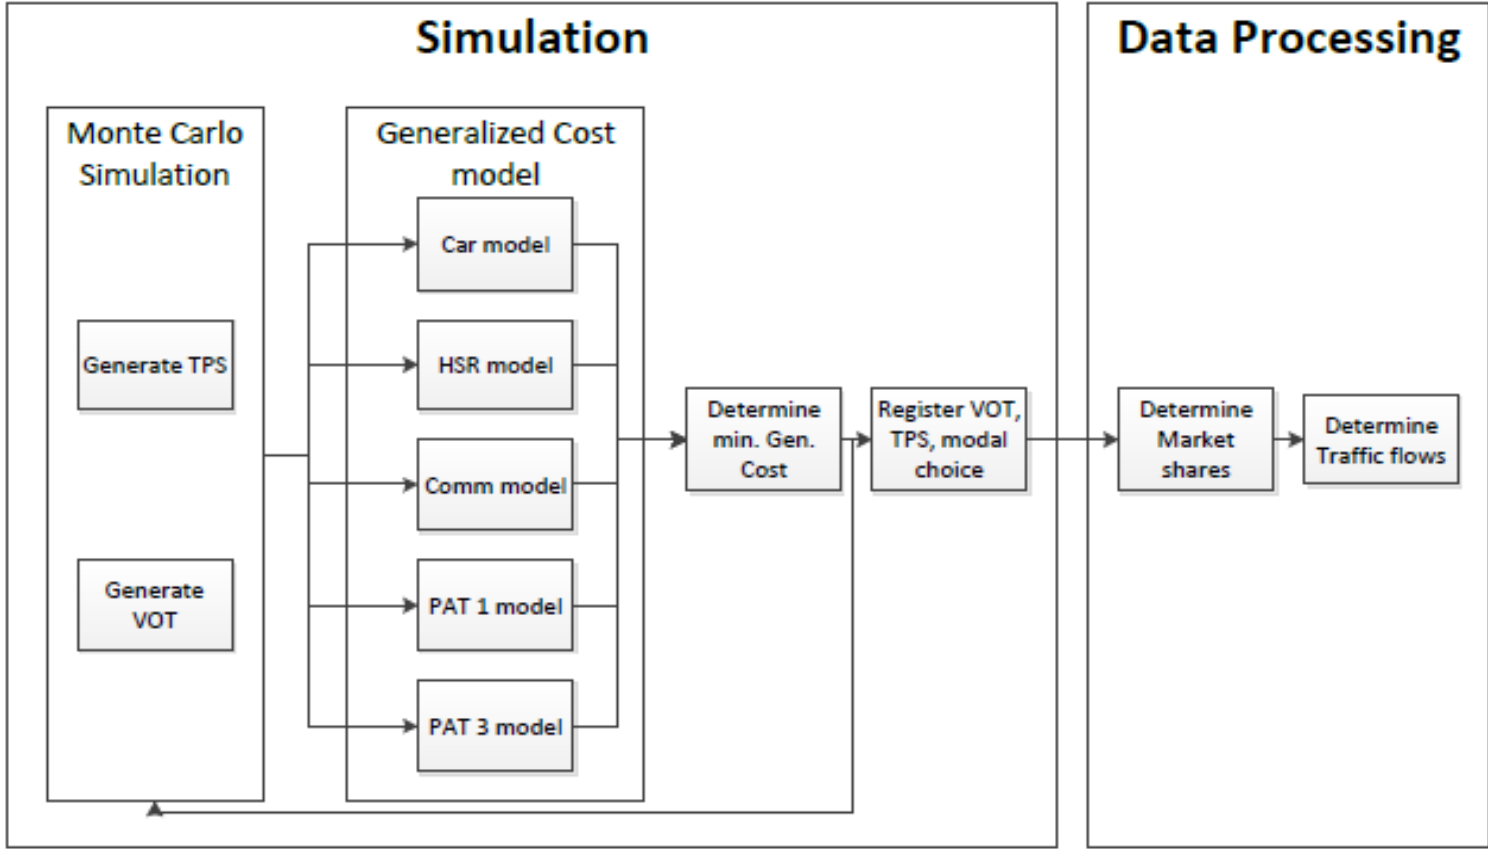 Simulation
Monte Carlo
Simulation
Generate TPS
Generate
VOT
Generalized Cost
model
Car model
HSR model
Comm model
PAT 1 model
PAT 3 model
Determine
min. Gen.
Cost
Register VOT,
TPS, modal
choice
Data Processing
Determine
Market
shares
Determine
Traffic flows